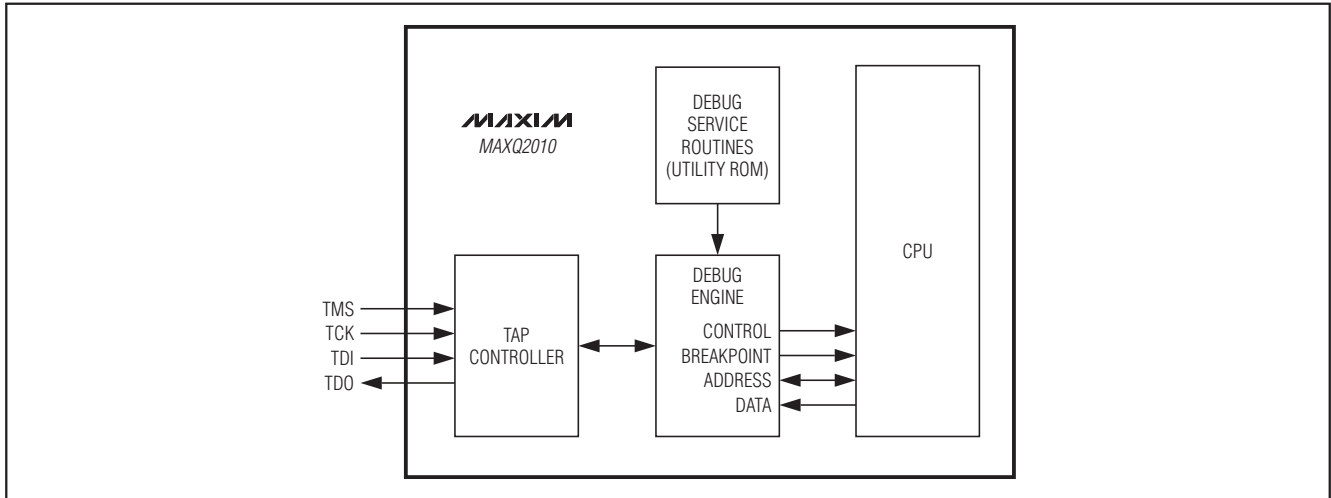 MAXIM
MAXQ2010
DEBUG
SERVICE
ROUTINES
(UTILITY ROM)
CPU
DEBUG
ENGINE
CONTROL
BREAKPOINT
ADDRESS
DATA
TAP
CONTROLLER
TMS
TCK
TDI
TDO